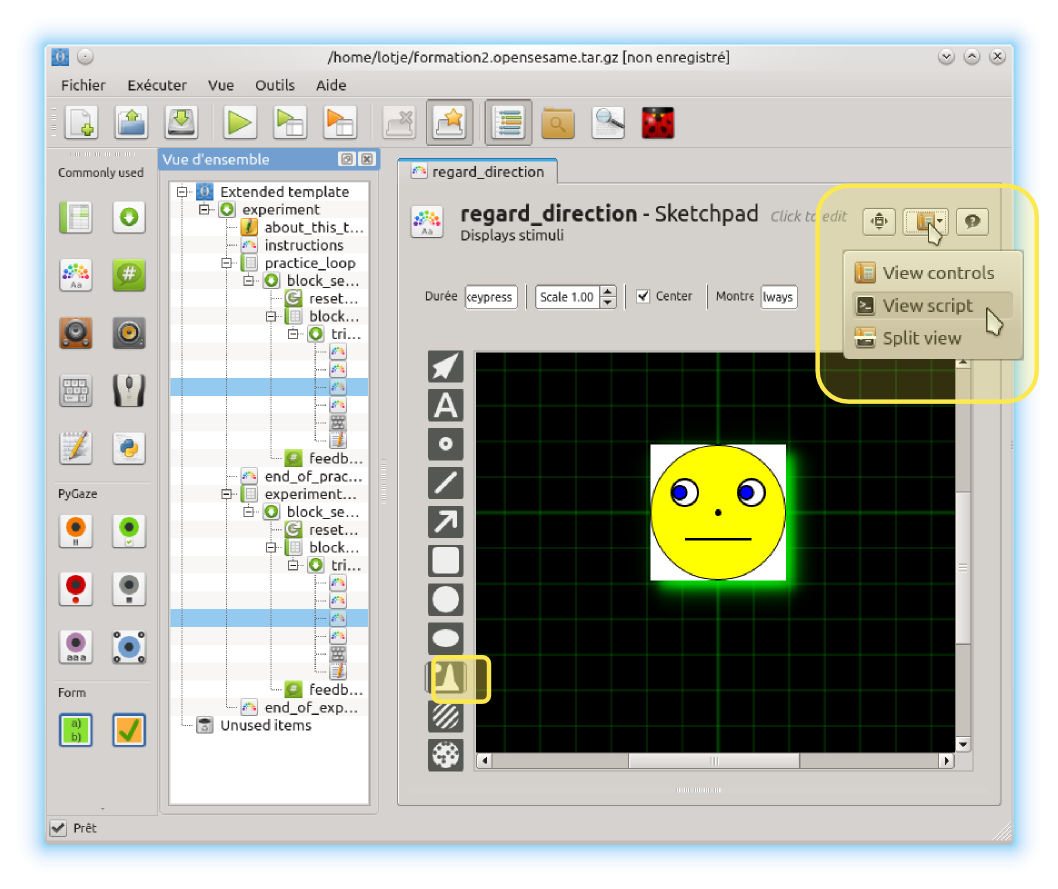 /home/lotje/formation2.opensesame.tar.gz [non enregistré]
Fichier Exécuter Vue Outils Aide
Commonly used
PyGaze
aaa
Form
a)
b)
Vue d'ensemble
Extended template
experiment
about_this_t...
instructions
practice_loop
block_se...
reset...
block...
tri...
feedb...
end_of_prac...
experiment...
block_se...
reset...
block...
tri...
feedb...
end_of_exp...
Unused items
regard_direction
Aa
regard_direction - Sketchpad Click to edit
Displays stimuli
View controls
View script
Split view
Durée keypress Scale 1.00 Center Montre lways
A
Prêt